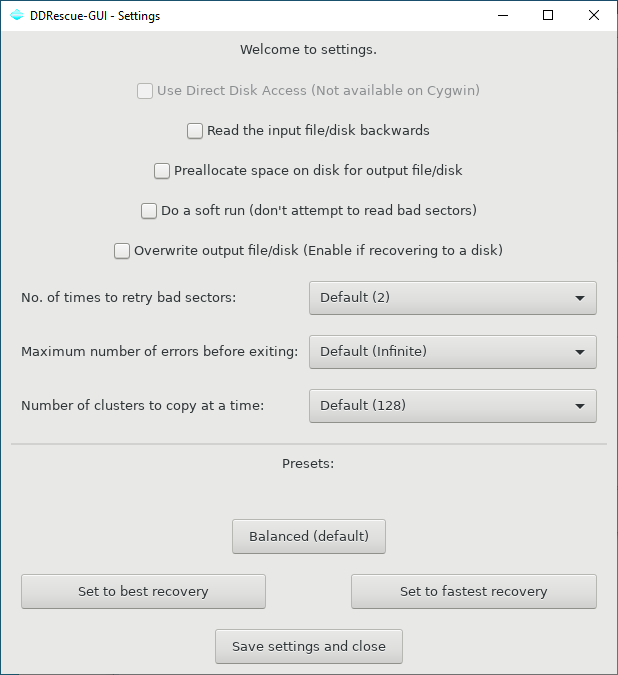 DDRescue-GUI - Settings
Welcome to settings.
Use Direct Disk Access (Not available on Cygwin)
Read the input file/disk backwards
Preallocate space on disk for output file/disk
Do a soft run (don't attempt to read bad sectors)
Overwrite output file/disk (Enable if recovering to a disk)
No. of times to retry bad sectors: Default (2)
Maximum number of errors before exiting: Default (Infinite)
Number of clusters to copy at a time: Default (128)
Presets:
Balanced (default)
Set to best recovery Set to fastest recovery
Save settings and close